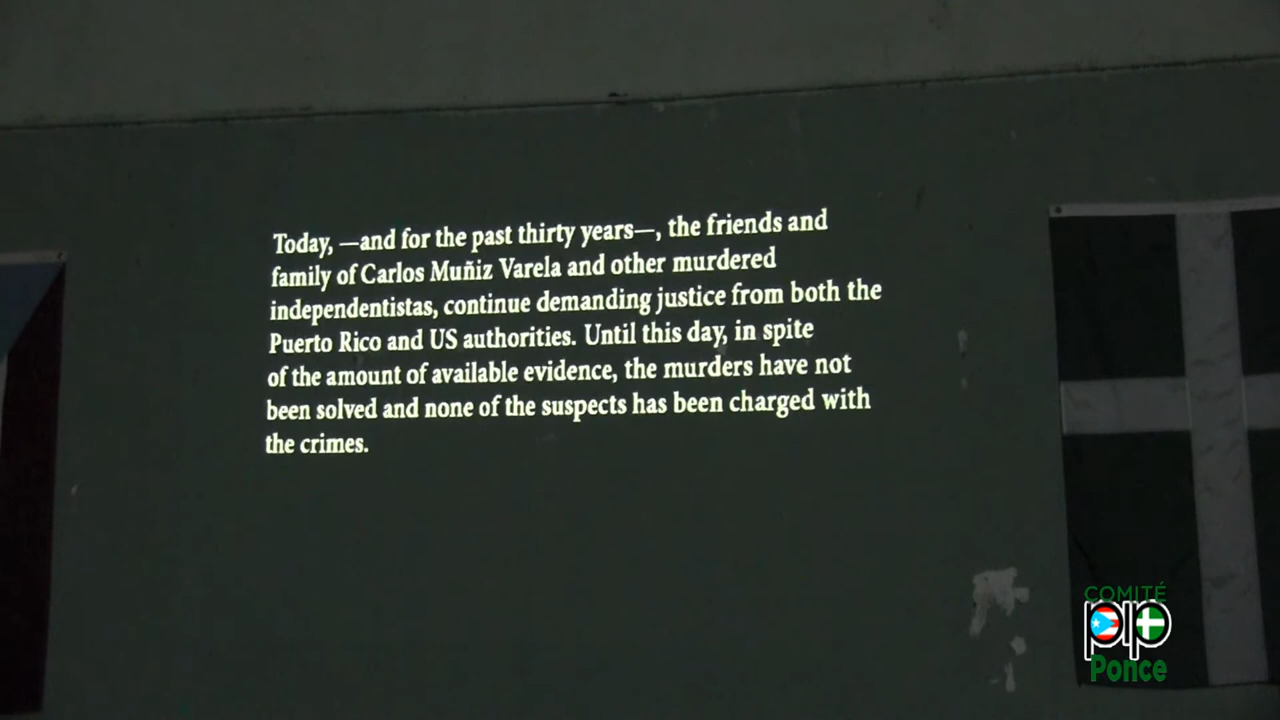 Today, —and for the past thirty years—, the friends and
family of Carlos Muñiz Varela and other murdered
independentistas, continue demanding justice from both the
Puerto Rico and US authorities. Until this day, in spite
of the amount of available evidence, the murders have not
been solved and none of the suspects has been charged with
the crimes.
COMITÉ
pip
Ponce